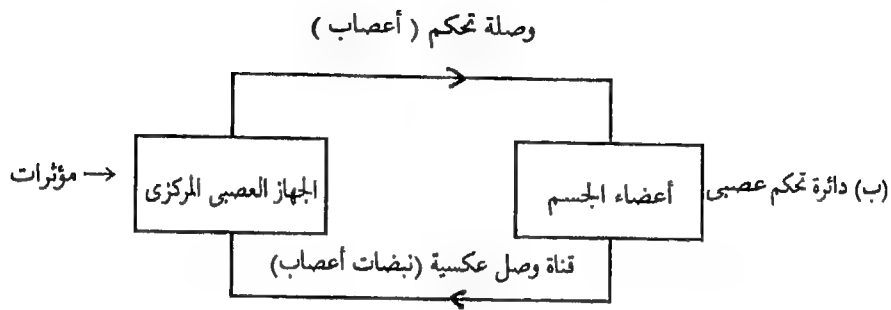 وصلة تحكم ( أعصاب )
(ب) دائرة تحكم عصبى
أعضاء الجسم
الجهاز العصبى المركزى
← مؤثرات
قناة وصل عكسية (نبضات أعصاب)